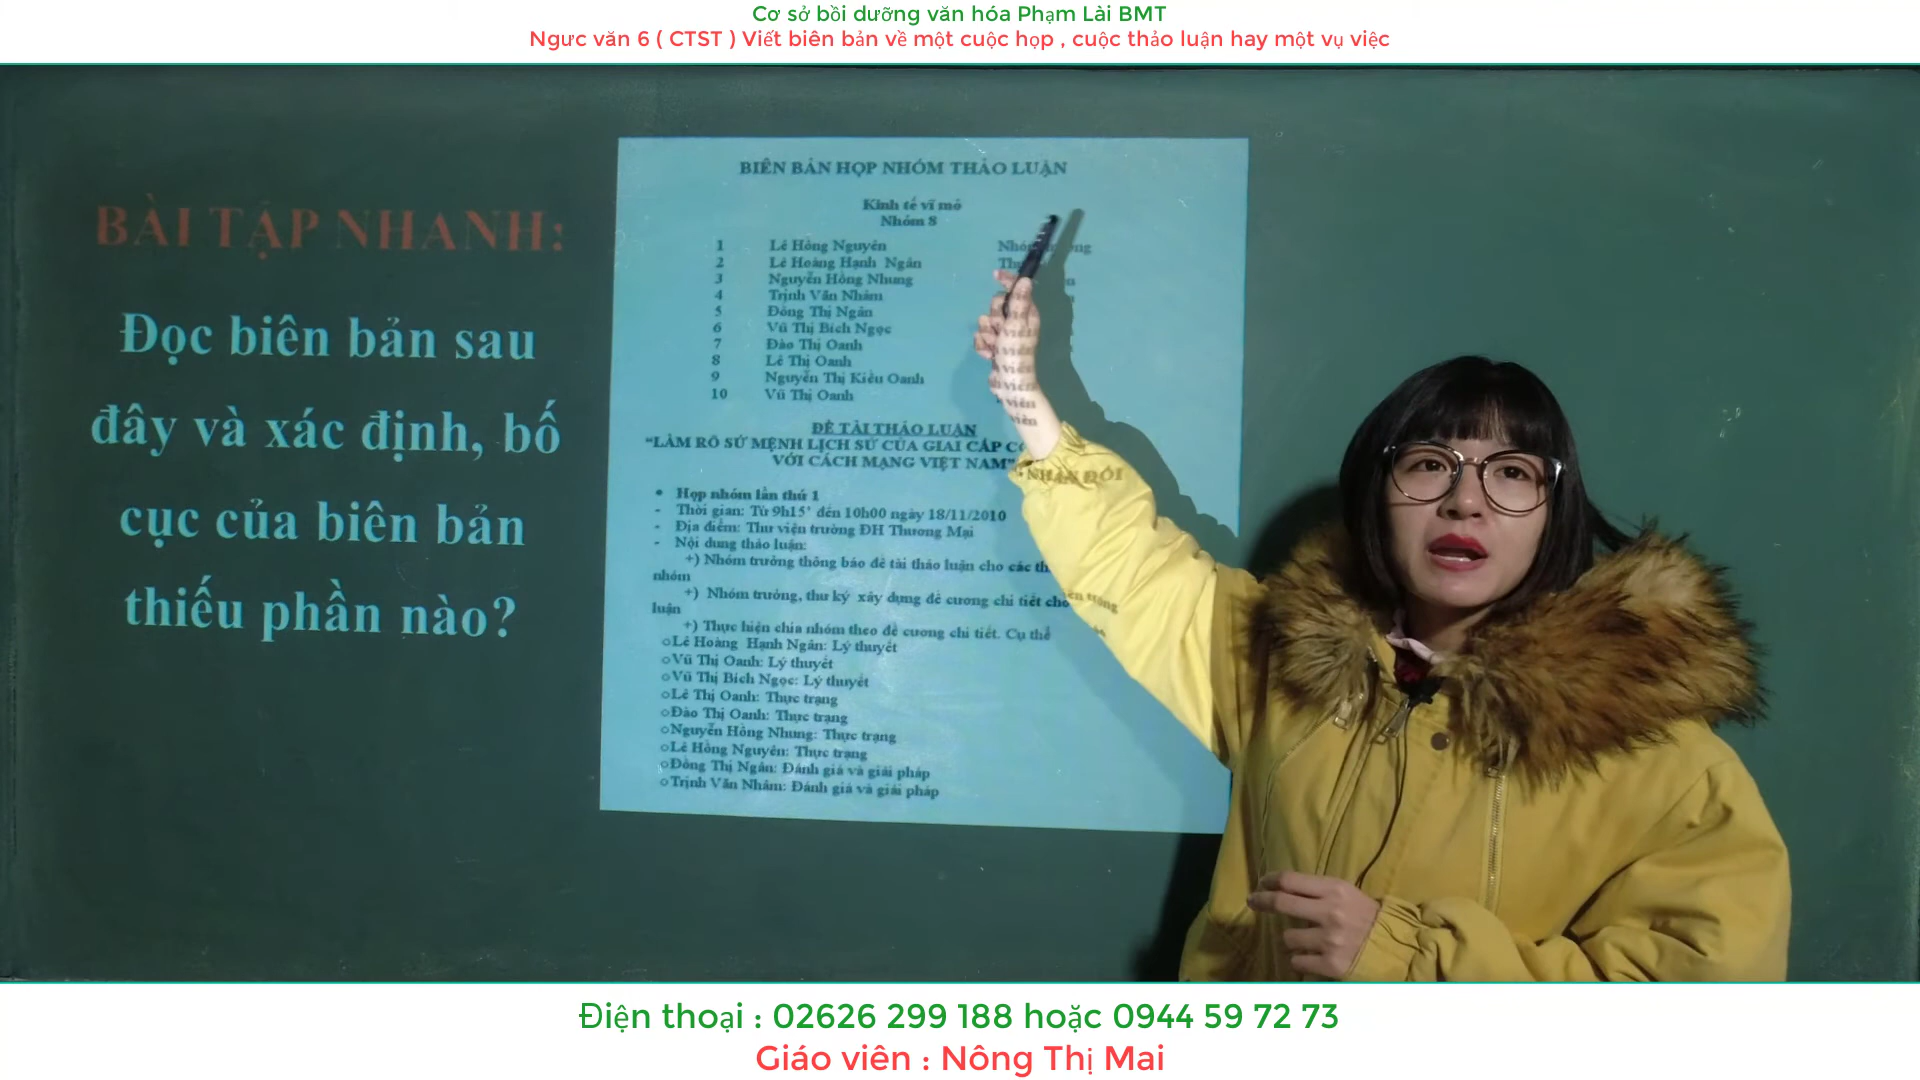 Cơ sở bồi dưỡng văn hóa Phạm Lài BMT
Ngưc văn 6 ( CTST ) Viết biên bản về một cuộc họp , cuộc thảo luận hay một vụ việc
BÀI TẬP NHANH:
Đọc biên bản sau
đây và xác định, bố
cục của biên bản
thiếu phần nào?
BIÊN BẢN HỌP NHÓM THẢO LUẬN
Kinh tế vĩ mô
Nhóm 8
1 Lê Hồng Nguyên
2 Lê Hoàng Hạnh Ngân
3 Nguyễn Hồng Nhung
4 Trịnh Văn Nhâm
5 Đồng Thị Ngân
6 Vũ Thị Bích Ngọc
7 Đào Thị Oanh
8 Lê Thị Oanh
9 Nguyễn Thị Kiều Oanh
10 Vũ Thị Oanh
ĐỀ TÀI THẢO LUẬN
“LÀM RÕ SỨ MỆNH LỊCH SỬ CỦA GIAI CẤP NHÂN ĐỐI
VỚI CÁCH MẠNG VIỆT NAM”
• Họp nhóm lần thứ 1
- Thời gian: Từ 9h15’ đến 10h00 ngày 18/11/2010
- Địa điểm: Thư viện trường ĐH Thương Mại
- Nội dung thảo luận:
+) Nhóm trưởng thông báo đề tài thảo luận cho các
nhóm
+) Nhóm trưởng, thư ký xây dựng đề cương chi tiết cho
luận
+) Thực hiện chia nhóm theo đề cương chi tiết. Cụ thể
○Lê Hoàng Hạnh Ngân: Lý thuyết
○Vũ Thị Oanh: Lý thuyết
○Vũ Thị Bích Ngọc: Lý thuyết
○Lê Thị Oanh: Thực trạng
○Đào Thị Oanh: Thực trạng
○Nguyễn Hồng Nhung: Thực trạng
○Lê Hồng Nguyên: Thực trạng
○Đồng Thị Ngân: Đánh giá và giải pháp
○Trịnh Văn Nhâm: Đánh giá và giải pháp
Điện thoại : 02626 299 188 hoặc 0944 59 72 73
Giáo viên : Nông Thị Mai